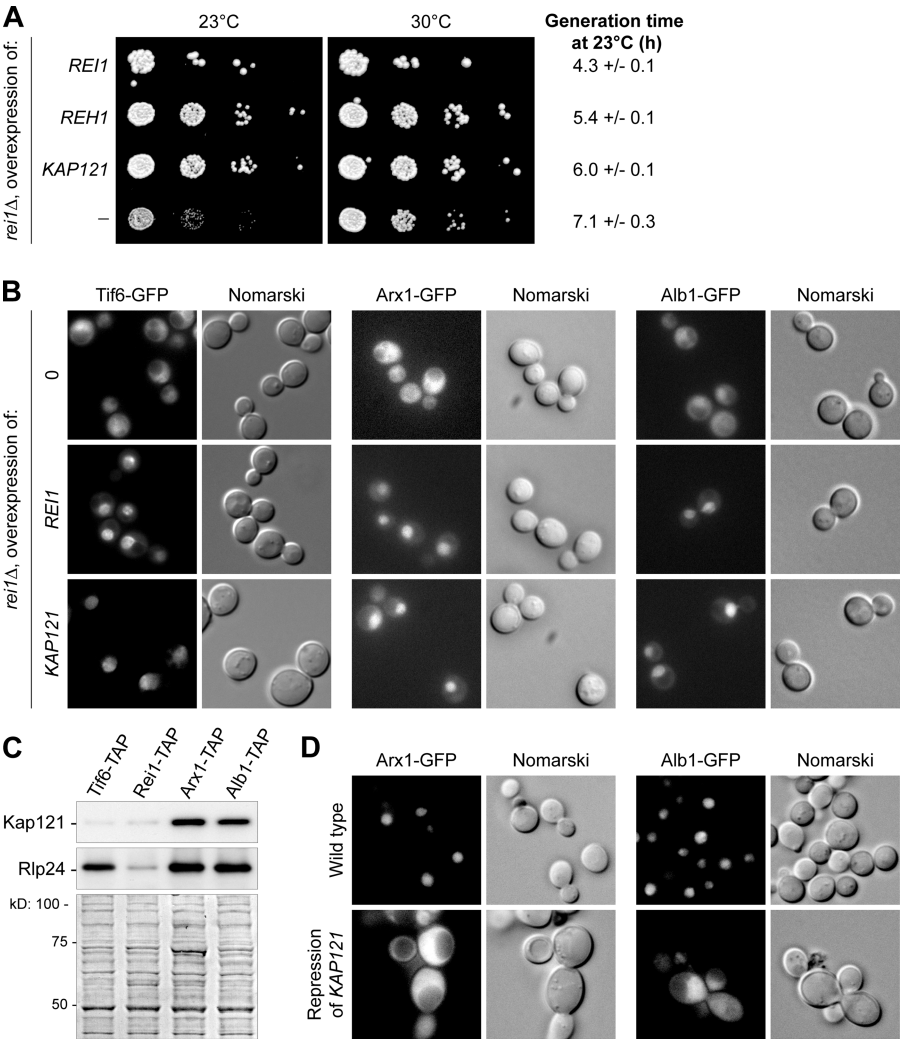 A
23°C
30°C
Generation time
at 23°C (h)
rei1Δ, overexpression of:
REI1
4.3 +/- 0.1
REH1
5.4 +/- 0.1
KAP121
6.0 +/- 0.1
–
7.1 +/- 0.3
B
Tif6-GFP
Nomarski
Arx1-GFP
Nomarski
Alb1-GFP
Nomarski
rei1Δ, overexpression of:
0
REI1
KAP121
C
Tif6-TAP
Rei1-TAP
Arx1-TAP
Alb1-TAP
Kap121 -
Rlp24 -
kD: 100 -
75 -
50 -
D
Arx1-GFP
Nomarski
Alb1-GFP
Nomarski
Wild type
Repression
of KAP121